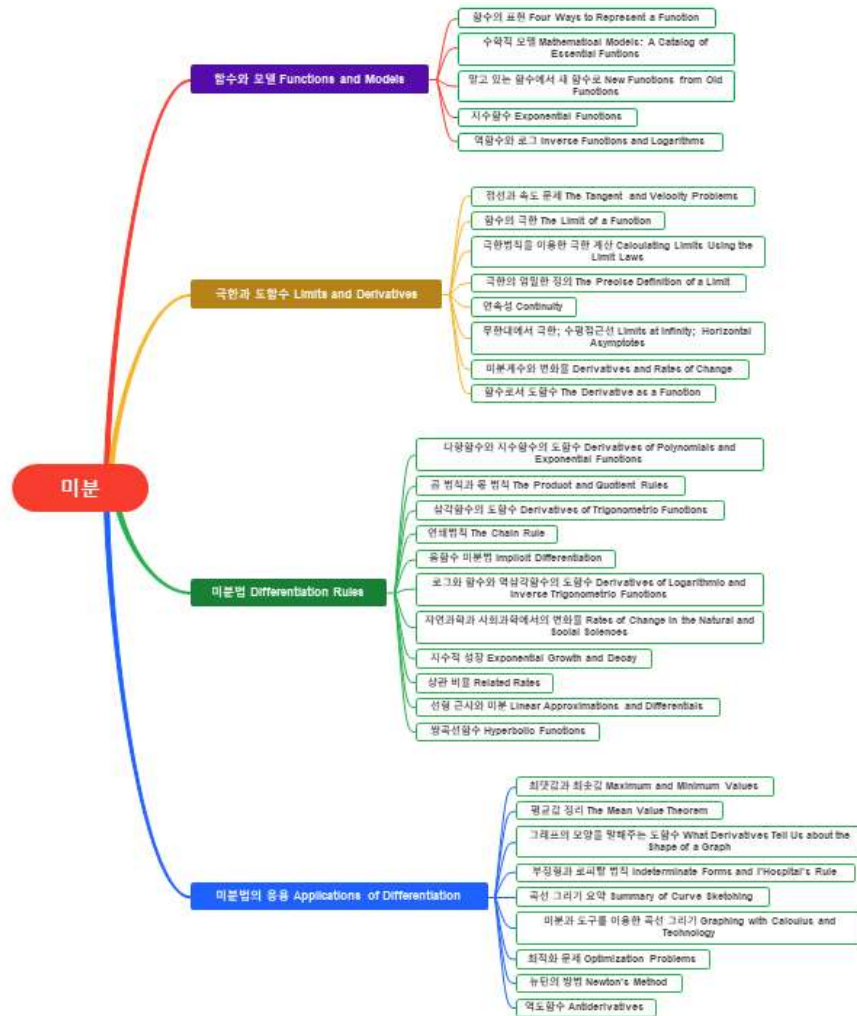 미분
함수와 모델 Functions and Models
함수의 표현 Four Ways to Represent a Function
수학적 모델 Mathematical Models: A Catalog of
Essential Funtions
알고 있는 함수에서 새 함수로 New Functions from Old
Functions
지수함수 Exponential Functions
역함수와 로그 Inverse Functions and Logarithms
극한과 도함수 Limits and Derivatives
접선과 속도 문제 The Tangent and Velocity Problems
함수의 극한 The Limit of a Function
극한법칙을 이용한 극한 계산 Calculating Limits Using the
Limit Laws
극한의 엄밀한 정의 The Precise Definition of a Limit
연속성 Continuity
무한대에서 극한; 수평점근선 Limits at Infinity; Horizontal
Asymptotes
미분계수와 변화율 Derivatives and Rates of Change
함수로서 도함수 The Derivative as a Function
미분법 Differentiation Rules
다항함수와 지수함수의 도함수 Derivatives of Polynomials and
Exponential Functions
곱 법칙과 몫 법칙 The Product and Quotient Rules
삼각함수의 도함수 Derivatives of Trigonometric Functions
연쇄법칙 The Chain Rule
음함수 미분법 Implicit Differentiation
로그와 함수와 역삼각함수의 도함수 Derivatives of Logarithmic and
Inverse Trigonometric Functions
자연과학과 사회과학에서의 변화율 Rates of Change in the Natural and
Social Sciences
지수적 성장 Exponential Growth and Decay
상관 비율 Related Rates
선형 근사와 미분 Linear Approximations and Differentials
쌍곡선함수 Hyperbolic Functions
미분법의 응용 Applications of Differentiation
최댓값과 최솟값 Maximum and Minimum Values
평균값 정리 The Mean Value Theorem
그래프의 모양을 말해주는 도함수 What Derivatives Tell Us about the
Shape of a Graph
부정형과 로피탈 법칙 Indeterminate Forms and l'Hospital's Rule
곡선 그리기 요약 Summary of Curve Sketching
미분과 도구를 이용한 곡선 그리기 Graphing with Calculus and
Technology
최적화 문제 Optimization Problems
뉴턴의 방법 Newton's Method
역도함수 Antiderivatives